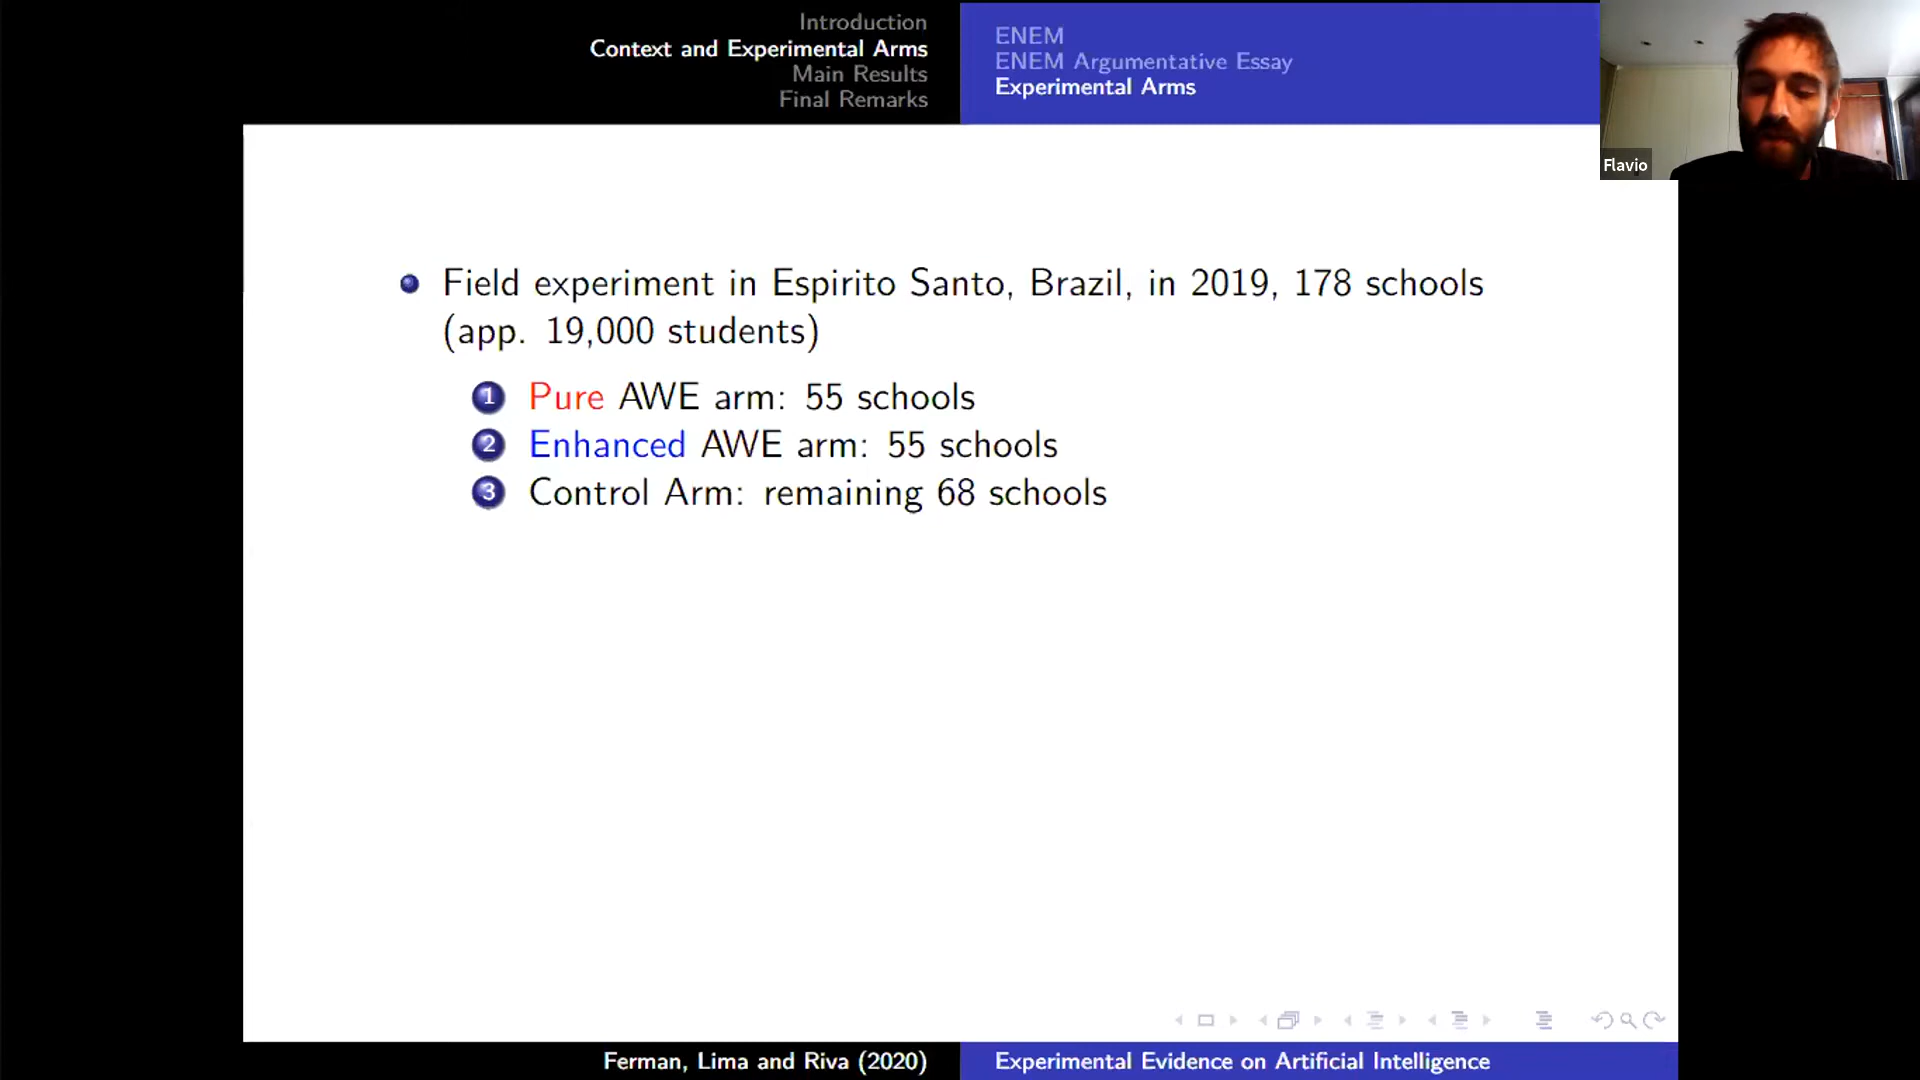 Introduction
Context and Experimental Arms
Main Results
Final Remarks
ENEM
ENEM Argumentative Essay
Experimental Arms
Flavio
Field experiment in Espirito Santo, Brazil, in 2019, 178 schools
(app. 19,000 students)
1 Pure AWE arm: 55 schools
2 Enhanced AWE arm: 55 schools
3 Control Arm: remaining 68 schools
Ferman, Lima and Riva (2020)
Experimental Evidence on Artificial Intelligence